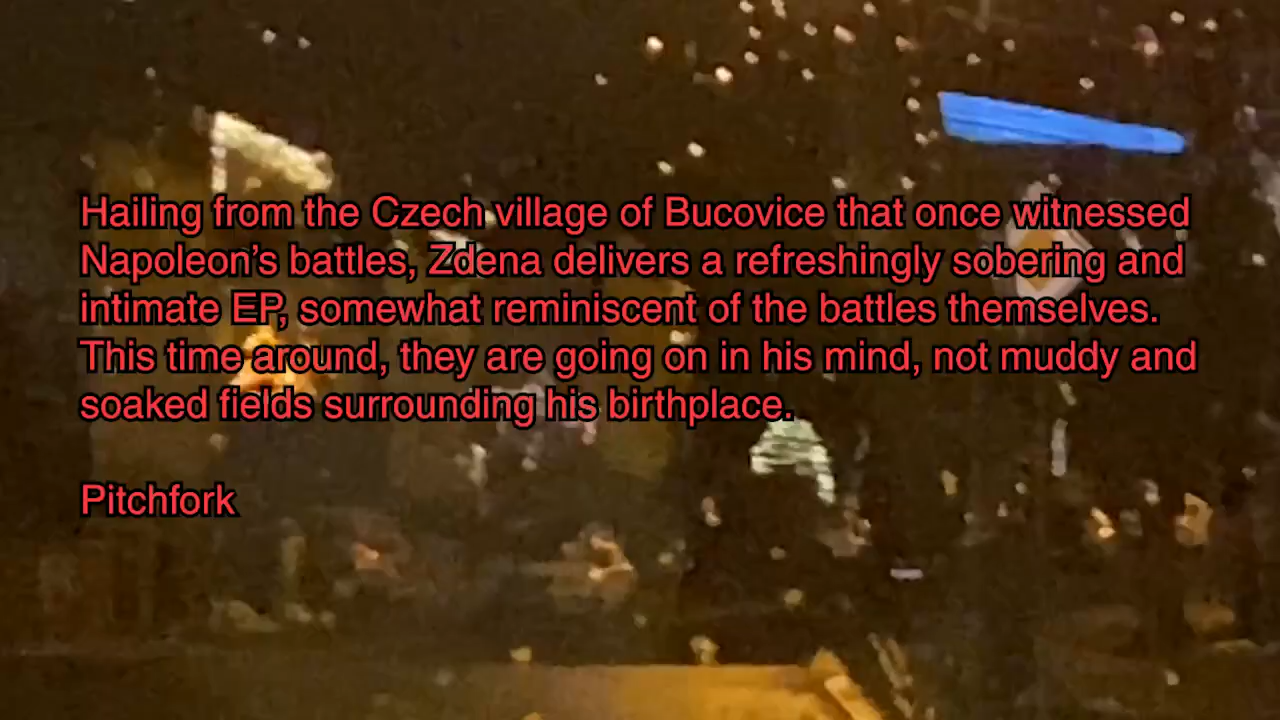 Hailing from the Czech village of Bucovice that once witnessed
Napoleon’s battles, Zdena delivers a refreshingly sobering and
intimate EP, somewhat reminiscent of the battles themselves.
This time around, they are going on in his mind, not muddy and
soaked fields surrounding his birthplace.
Pitchfork